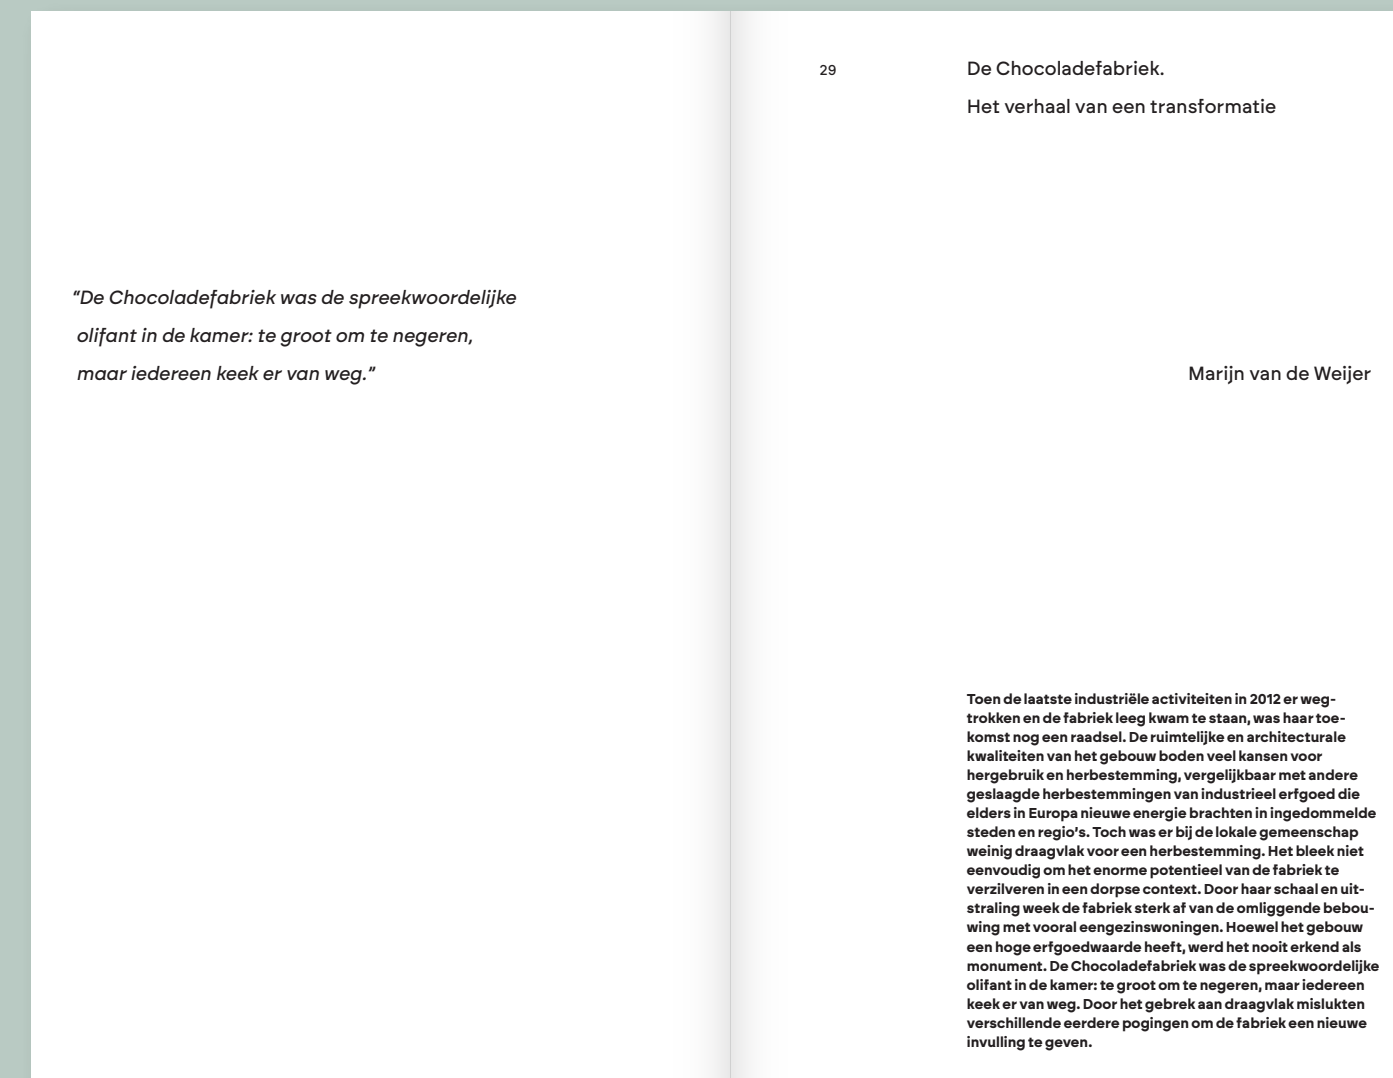 “De Chocoladefabriek was de spreekwoordelijke
olifant in de kamer: te groot om te negeren,
maar iedereen keek er van weg.”
29
De Chocoladefabriek.
Het verhaal van een transformatie
Marijn van de Weijer
Toen de laatste industriële activiteiten in 2012 er weg-
trokken en de fabriek leeg kwam te staan, was haar toe-
komst nog een raadsel. De ruimtelijke en architecturale
kwaliteiten van het gebouw boden veel kansen voor
hergebruik en herbestemming, vergelijkbaar met andere
geslaagde herbestemmingen van industrieel erfgoed die
elders in Europa nieuwe energie brachten in ingedommelde
steden en regio’s. Toch was er bij de lokale gemeenschap
weinig draagvlak voor een herbestemming. Het bleek niet
eenvoudig om het enorme potentieel van de fabriek te
verzilveren in een dorpse context. Door haar schaal en uit-
straling week de fabriek sterk af van de omliggende bebou-
wing met vooral eengezinswoningen. Hoewel het gebouw
een hoge erfgoedwaarde heeft, werd het nooit erkend als
monument. De Chocoladefabriek was de spreekwoordelijke
olifant in de kamer: te groot om te negeren, maar iedereen
keek er van weg. Door het gebrek aan draagvlak mislukten
verschillende eerdere pogingen om de fabriek een nieuwe
invulling te geven.